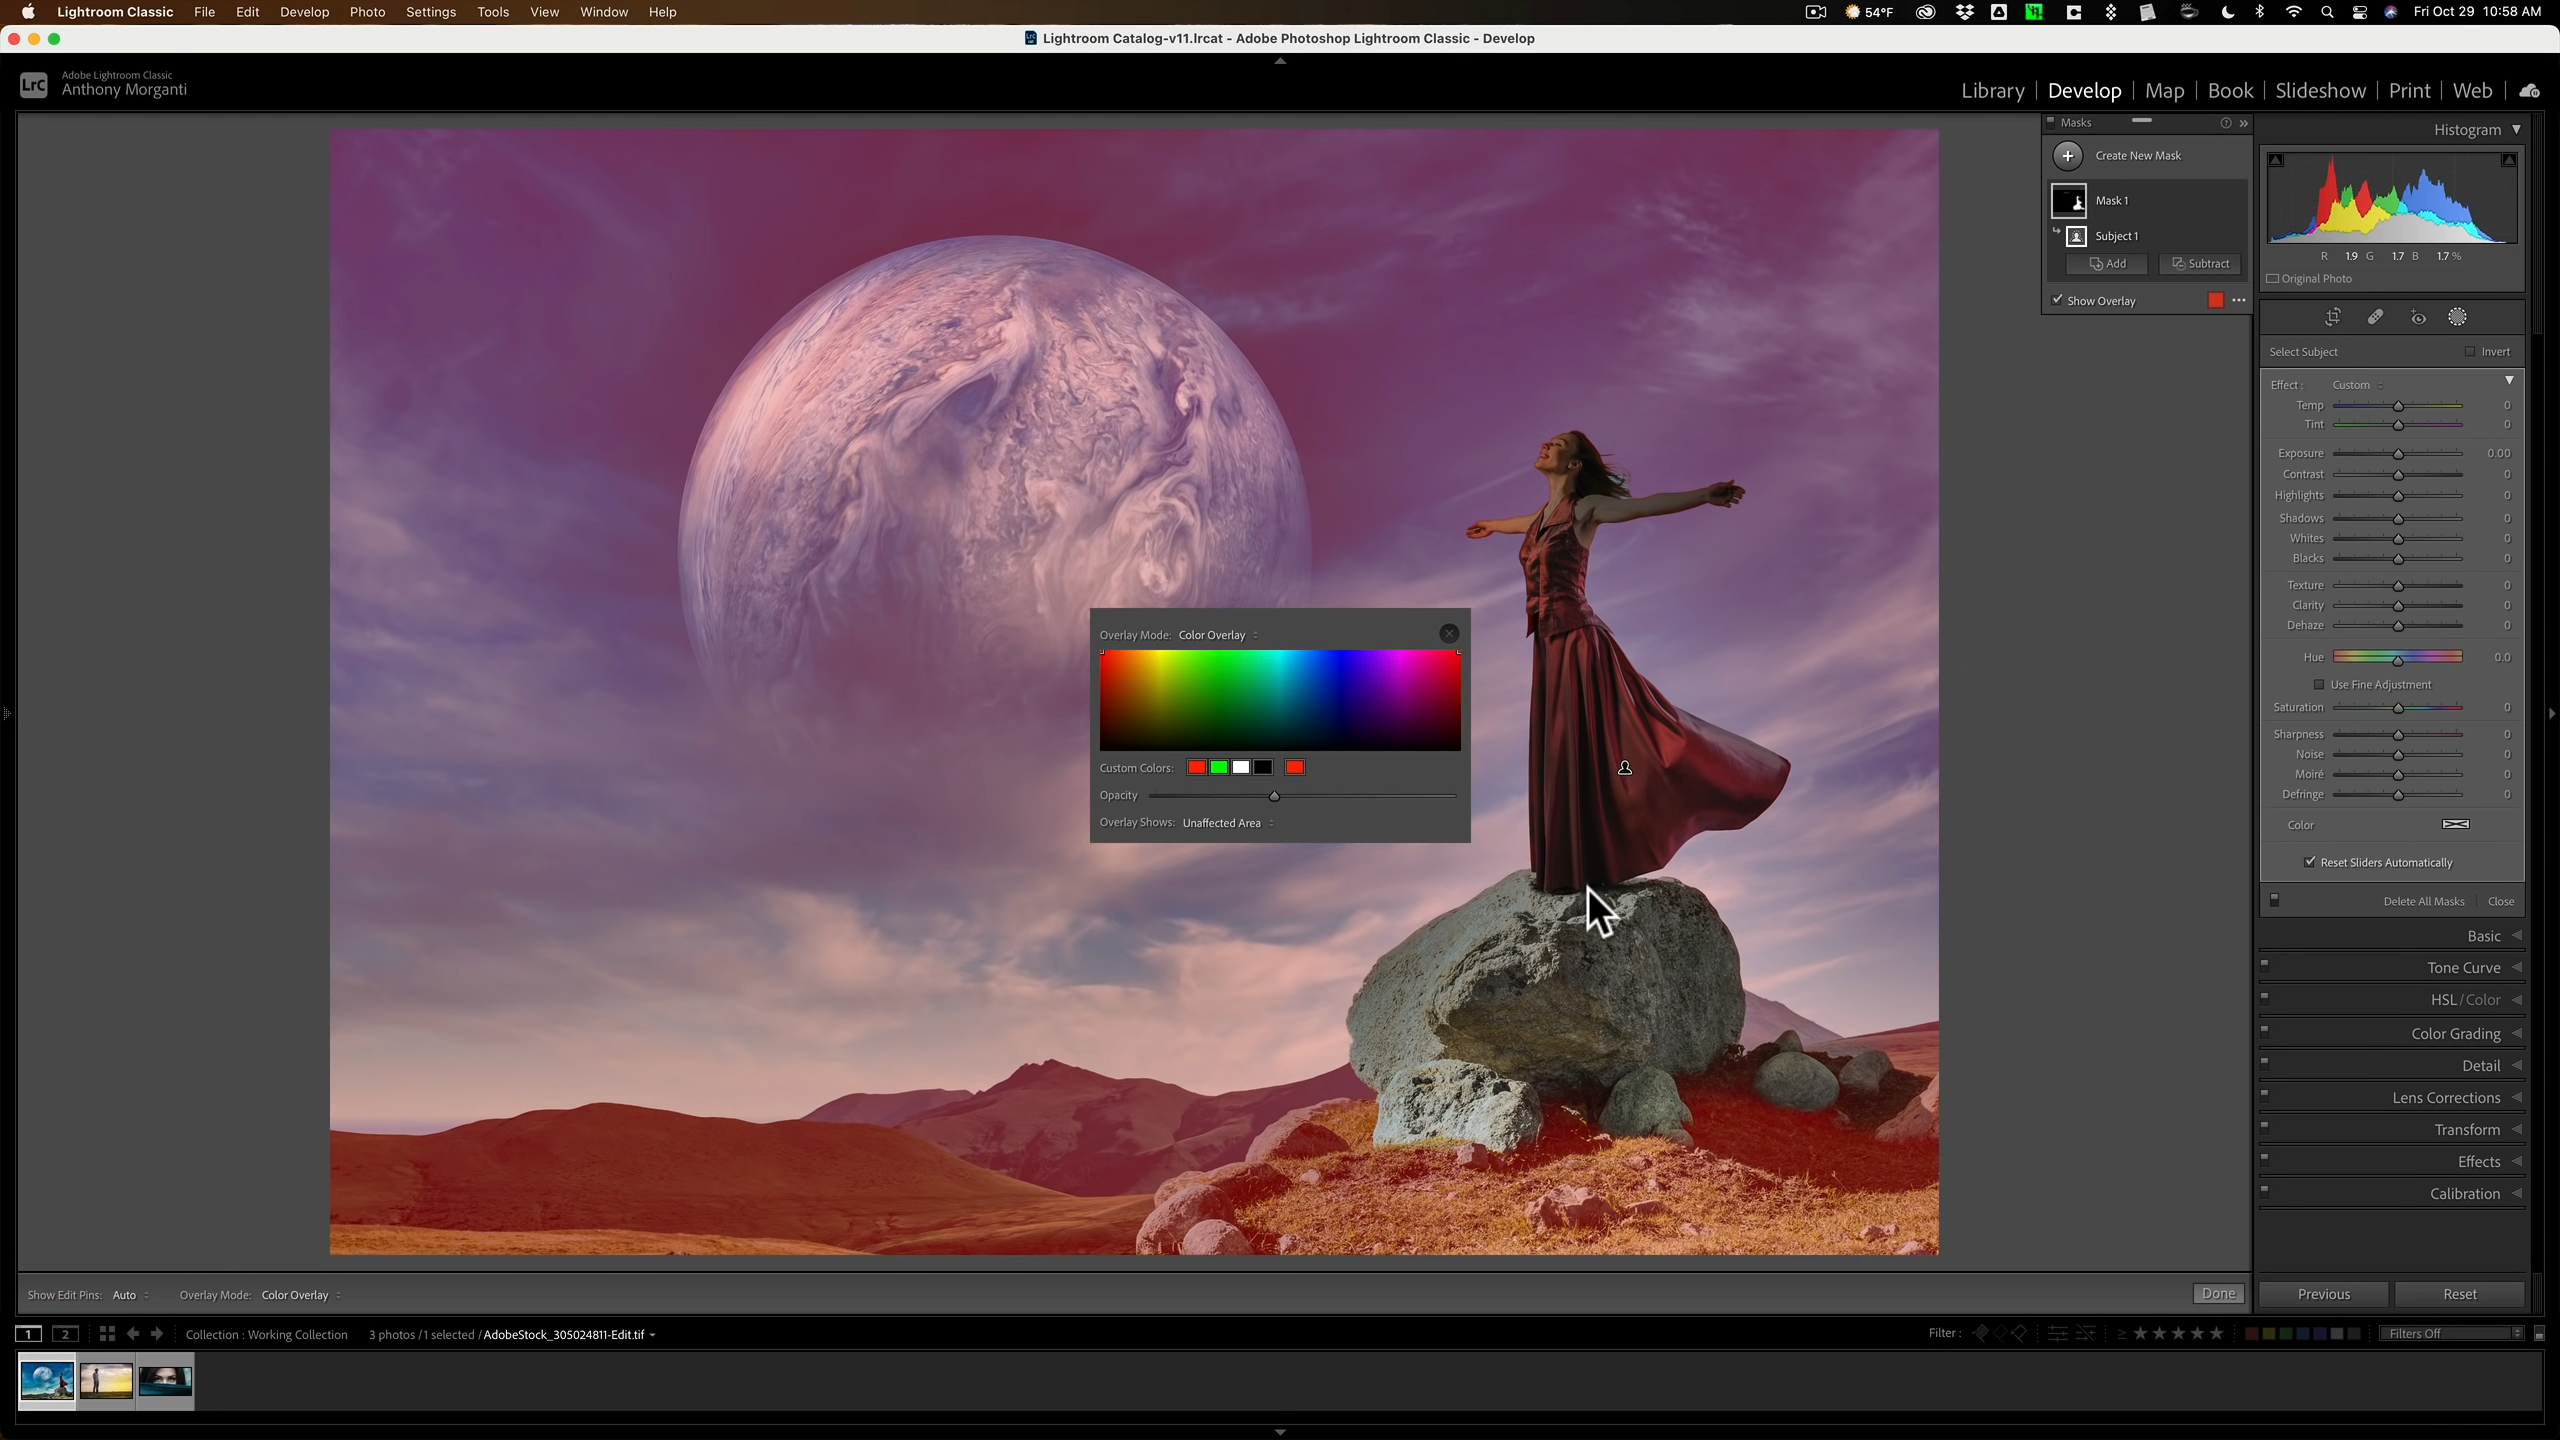 Lightroom Classic File Edit Develop Photo Settings Tools View Window Help 54°F Fri Oct 29 10:58 AM
Lightroom Catalog-v11.lrcat - Adobe Photoshop Lightroom Classic - Develop
LrC Adobe Lightroom Classic
Anthony Morganti
Library | Develop | Map | Book | Slideshow | Print | Web
Masks
Create New Mask
Mask 1
Subject 1
Add Subtract
Show Overlay
Histogram
R 1.9 G 1.7 B 1.7 %
Original Photo
Select Subject Invert
Effect : Custom
Temp 0
Tint 0
Exposure 0.00
Contrast 0
Highlights 0
Shadows 0
Whites 0
Blacks 0
Texture 0
Clarity 0
Dehaze 0
Hue 0.0
Use Fine Adjustment
Saturation 0
Sharpness 0
Noise 0
Moiré 0
Defringe 0
Color
Reset Sliders Automatically
Delete All Masks Close
Basic
Tone Curve
HSL / Color
Color Grading
Detail
Lens Corrections
Transform
Effects
Calibration
Previous Reset
Overlay Mode: Color Overlay
Custom Colors:
Opacity
Overlay Shows: Unaffected Area
Show Edit Pins: Auto Overlay Mode: Color Overlay Done
1 2 Collection : Working Collection 3 photos / 1 selected / AdobeStock_305024811-Edit.tif Filter : ≥ ★★★★★ Filters Off